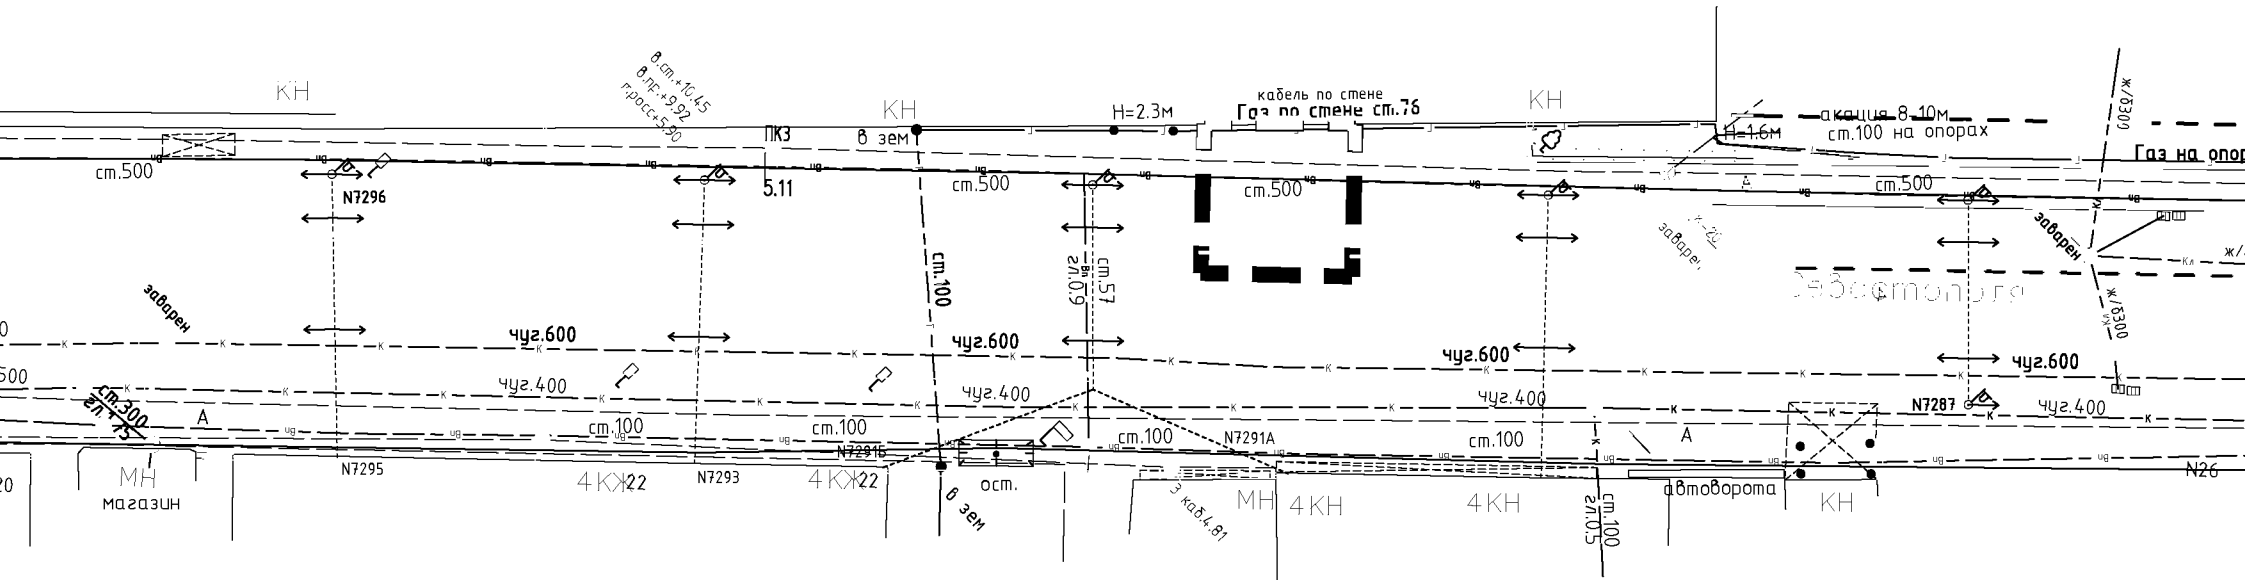 КН
в.ст.+10.45
в.пр.+9.92
т.росс+5.90
КН
H=2.3м
кабель по стене
Газ по стене ст.76
КН
акация 8-10м
ст.100 на опорах
H=1.6м
ж/б300
ПК3
в зем
Газ на опор
ст.500
N7296
5.11
ст.500
ст.500
ст.500
заварен
заварен
ж/
заварен
ст.100
ст.57
гл.0.9
ж/б300
чуг.600
чуг.600
чуг.600
чуг.600
500
чуг.400
чуг.400
чуг.400
чуг.400
N7287
ст.300
А
ст.100
ст.100
ст.100
N7291А
ст.100
А
N7295
N7293
N7291Б
N26
20
МН
магазин
4КЖ22
4КЖ22
ост.
в зем
3 каб.4.81
МН
4КН
4КН
ст.100
гл.0.5
автоворота
КН